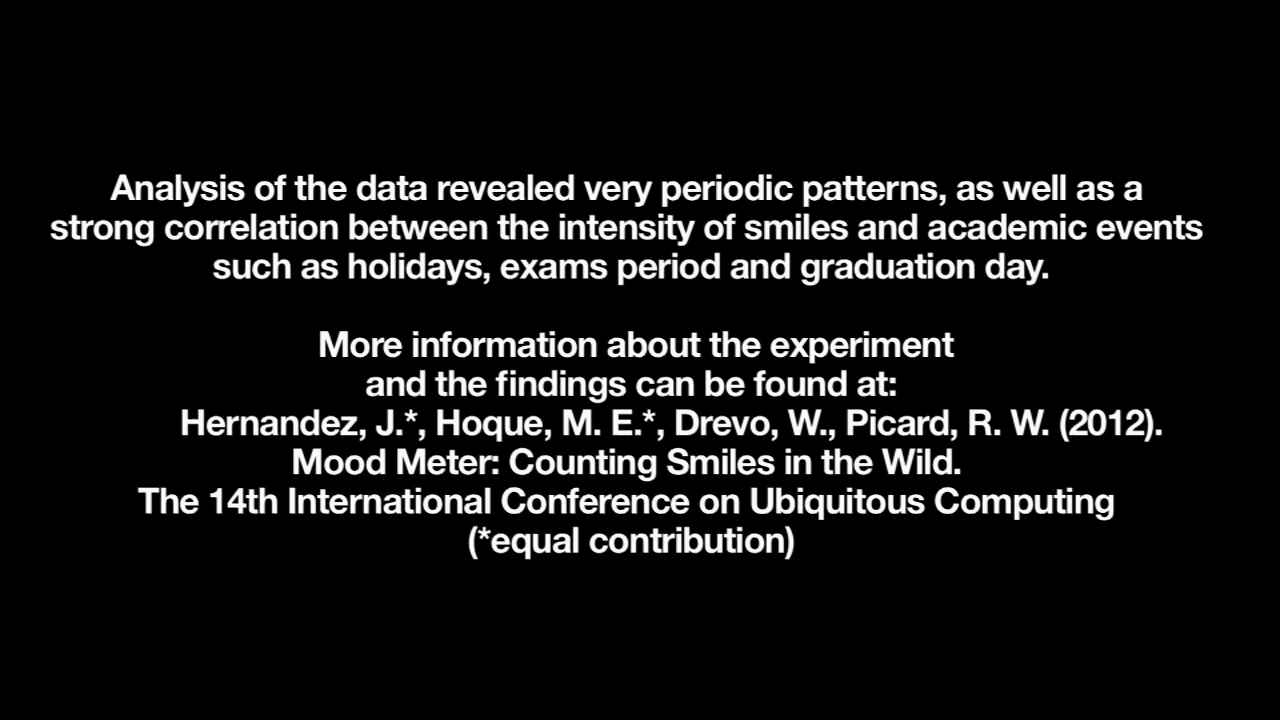 Analysis of the data revealed very periodic patterns, as well as a
strong correlation between the intensity of smiles and academic events
such as holidays, exams period and graduation day.
More information about the experiment
and the findings can be found at:
Hernandez, J.*, Hoque, M. E.*, Drevo, W., Picard, R. W. (2012).
Mood Meter: Counting Smiles in the Wild.
The 14th International Conference on Ubiquitous Computing
(*equal contribution)